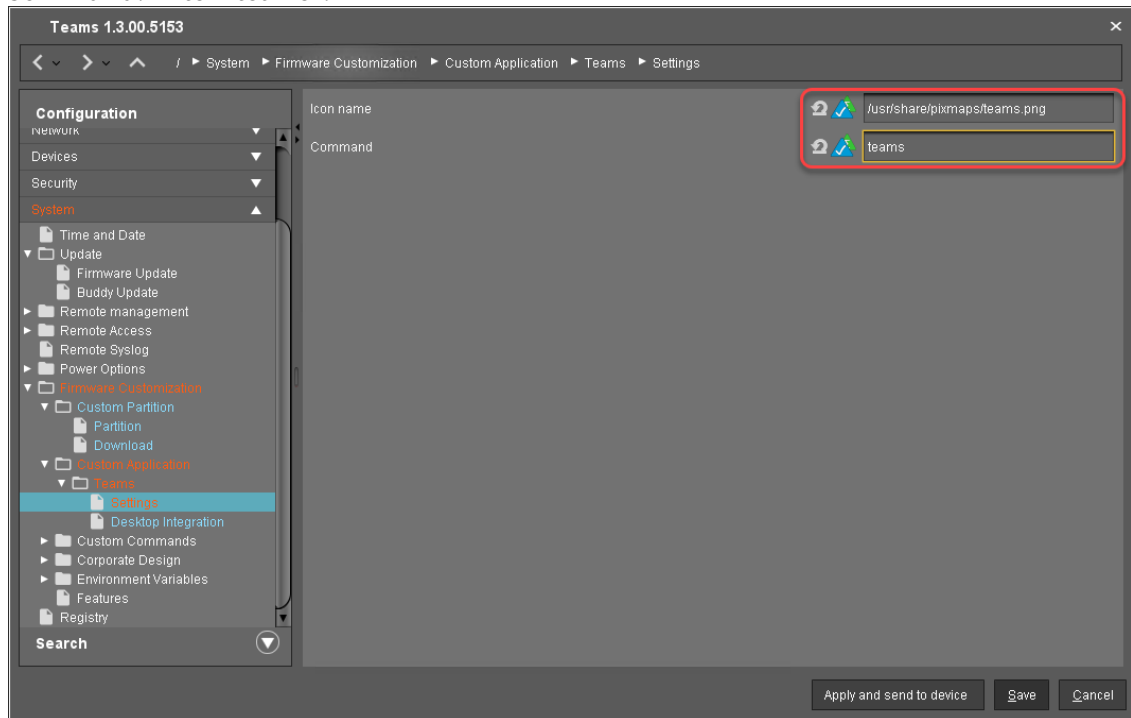 Teams 1.3.00.5153
/ System Firmware Customization Custom Application Teams Settings
Configuration
Network
Devices
Security
System
Time and Date
Update
Firmware Update
Buddy Update
Remote management
Remote Access
Remote Syslog
Power Options
Firmware Customization
Custom Partition
Partition
Download
Custom Application
Teams
Settings
Desktop Integration
Custom Commands
Corporate Design
Environment Variables
Features
Registry
Search
Icon name
/usr/share/pixmaps/teams.png
Command
teams
Apply and send to device
Save
Cancel